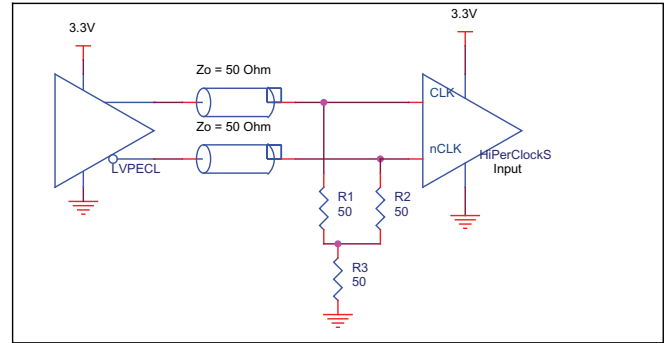 3.3V
3.3V
Zo = 50 Ohm
CLK
Zo = 50 Ohm
nCLK
LVPECL
HiPerClockS
Input
R1
50
R2
50
R3
50